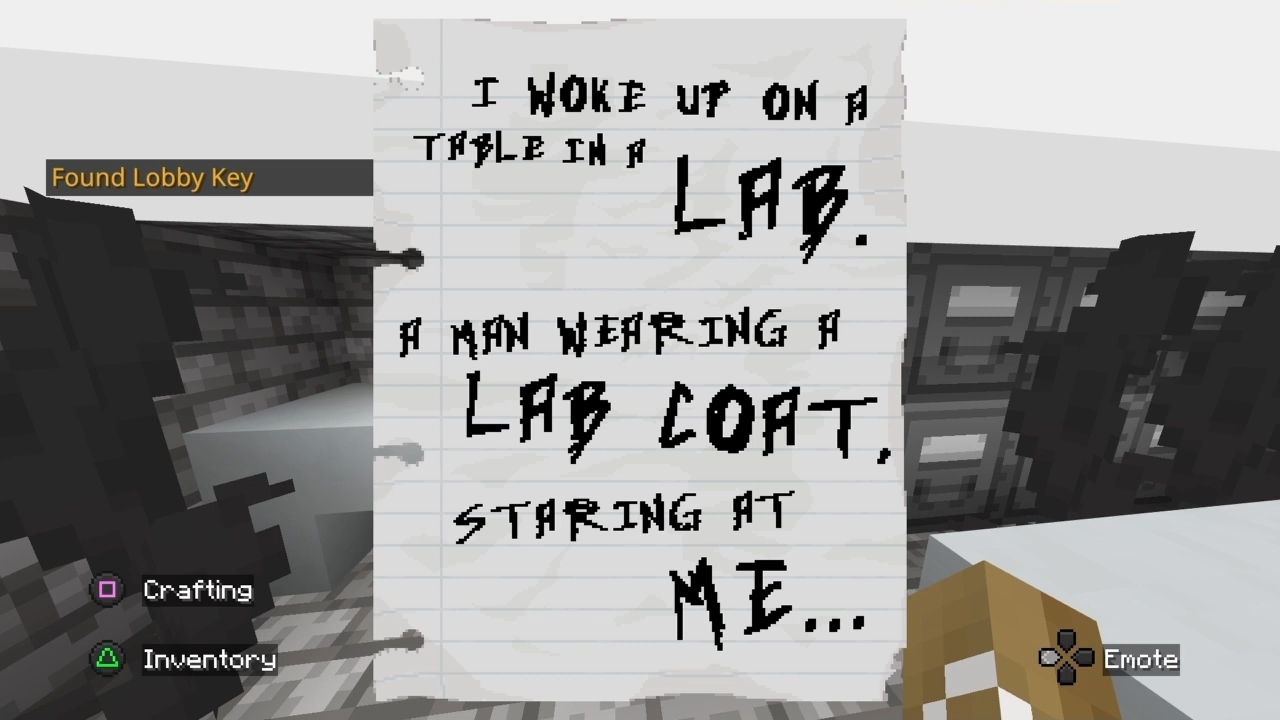 I WOKE UP ON A
TABLE IN A
LAB.
A MAN WEARING A
LAB COAT,
STARING AT
ME...
Found Lobby Key
Crafting
Inventory
Emote